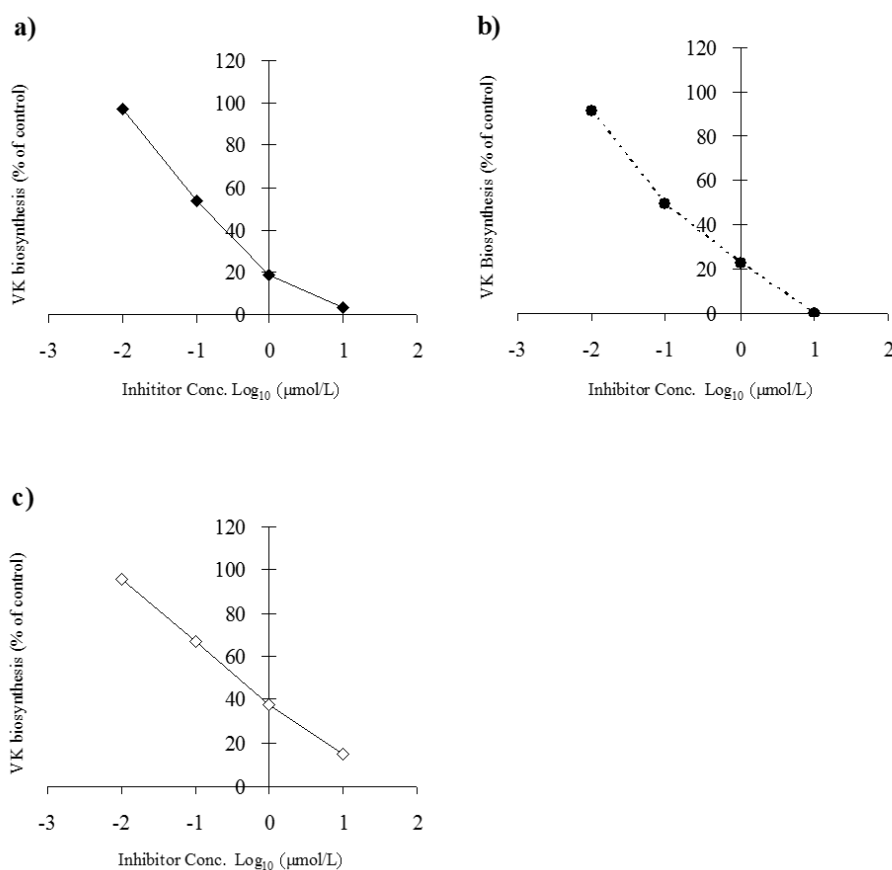 a)
VK biosynthesis (% of control)
120
100
80
60
40
20
0
-3 -2 -1 0 1 2
Inhititor Conc. Log10 (µmol/L)
b)
VK Biosynthesis (% of control)
120
100
80
60
40
20
0
-3 -2 -1 0 1 2
Inhibitor Conc. Log10 (µmol/L)
c)
VK biosynthesis (% of control)
120
100
80
60
40
20
0
-3 -2 -1 0 1 2
Inhibitor Conc. Log10 (µmol/L)